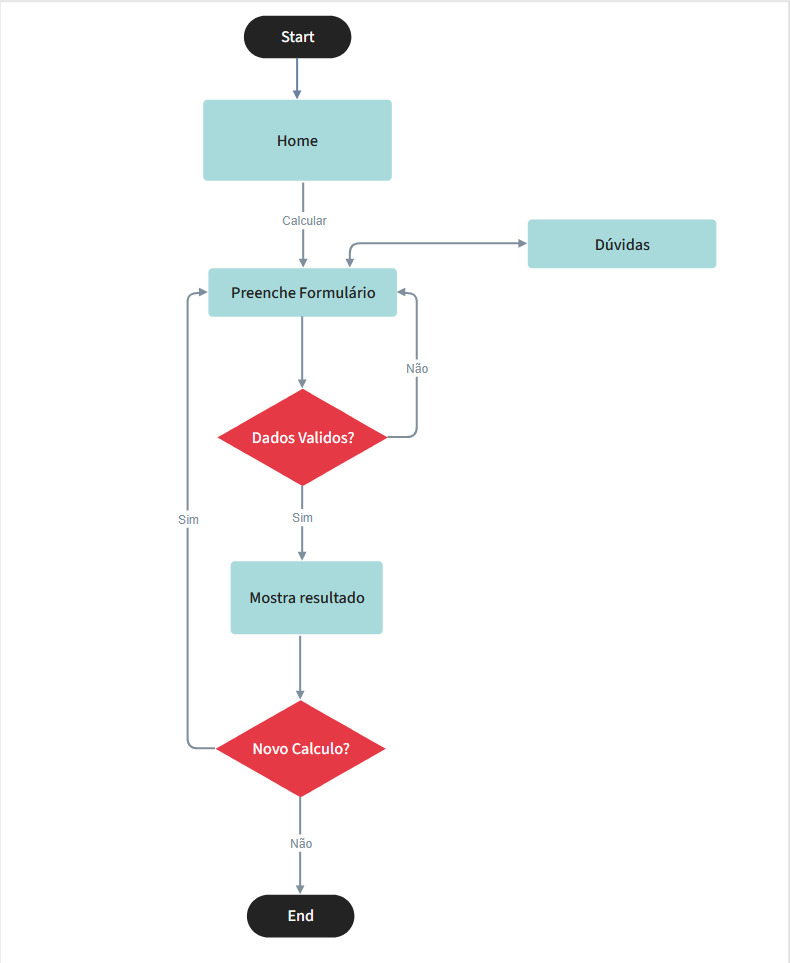 Start
Home
Calcular
Dúvidas
Preenche Formulário
Não
Dados Validos?
Sim
Sim
Mostra resultado
Novo Calculo?
Não
End